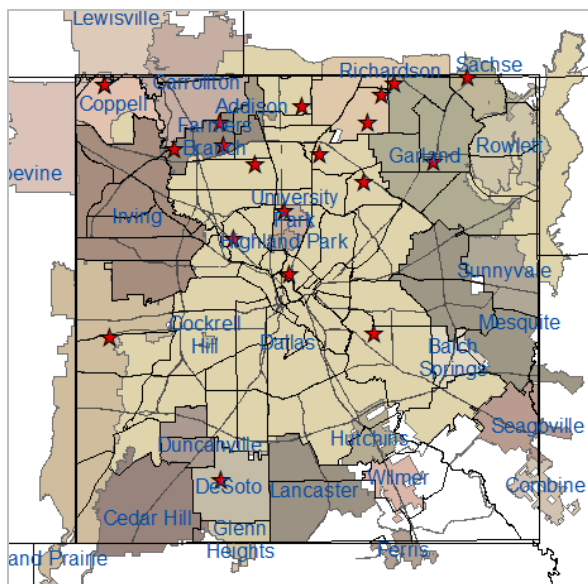 Lewisville
Sachse
Richardson
Carrollton
Coppell
Addison
Farmers
Branch
Garland
Rowlett
pevine
Irving
University
Park
Highland Park
Sunnyvale
Mesquite
Cockrell
Hill
Dallas
Balch
Springs
Seagoville
Hutchins
Duncanville
Wilmer
DeSoto
Lancaster
Combine
Cedar Hill
Glenn
Heights
Ferris
and Prairie